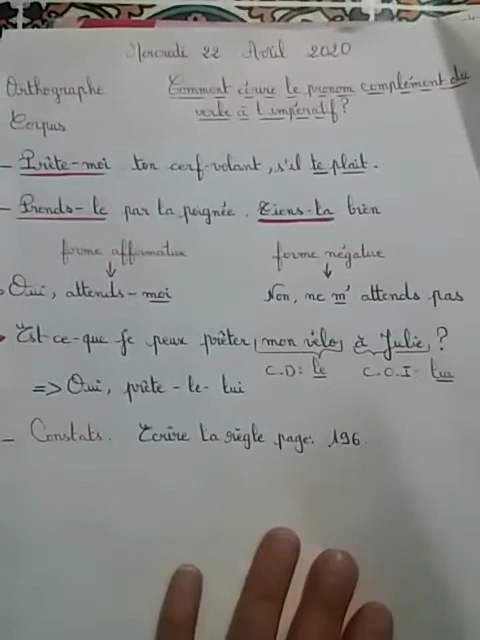 Mercredi 22 Avril 2020
Orthographe Comment écrire le pronom complément du
verbe à l'impératif ?
Corpus
- Prête-moi ton cerf-volant, s'il te plait.
- Prends-le par la poignée. Tiens-la bien
forme affirmative forme négative
Oui, attends-moi Non, ne m'attends pas
Est-ce-que je peux prêter mon vélo à Julie, ?
C.D: le C.O.I: lui
=> Oui, prête-le-lui
- Constats. Ecrire la règle page: 196.